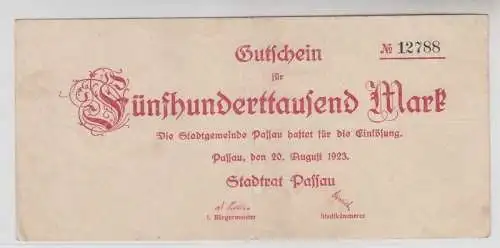 Gutschein
№ 12788
für
Fünfhunderttausend Mark
Die Stadtgemeinde Passau haftet für die Einlösung.
Passau, den 20. August 1923.
Stadtrat Passau
1. Bürgermeister Stadtkämmerer